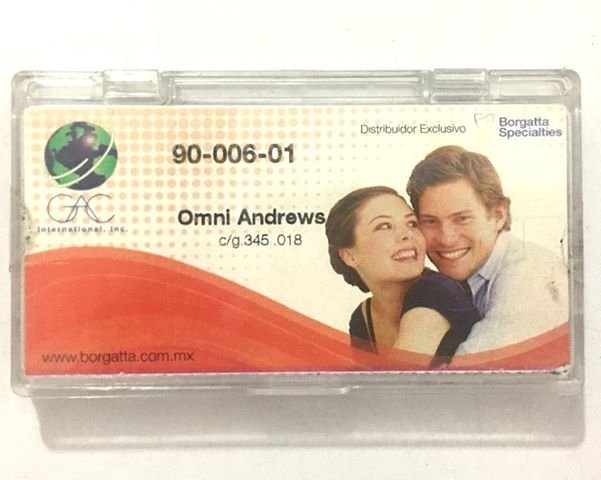 Distribuidor Exclusivo
Borgatta
Specialties
90-006-01
GAC
International, Inc.
Omni Andrews
c/g.345 .018
www.borgatta.com.mx